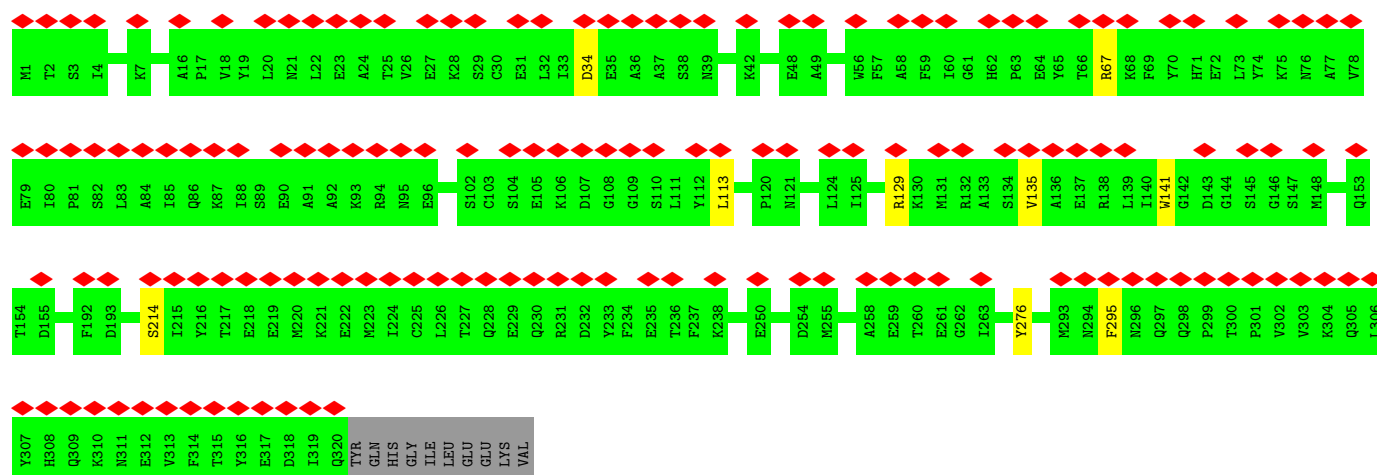 M1 T2 S3 I4 K7 A16 P17 V18 Y19 L20 N21 L22 E23 A24 T25 V26 E27 K28 S29 C30 E31 L32 I33 D34 E35 A36 A37 S38 N39 K42 E48 A49 W56 F57 A58 F59 I60 G61 H62 P63 E64 Y65 T66 R67 K68 F69 Y70 H71 E72 L73 Y74 K75 N76 A77 V78
E79 I80 P81 S82 L83 A84 I85 Q86 K87 I88 S89 E90 A91 A92 K93 R94 N95 E96 S102 C103 S104 E105 K106 D107 G108 G109 S110 L111 Y112 L113 P120 N121 L124 I125 R129 K130 M131 R132 A133 S134 V135 A136 E137 R138 L139 I140 W141 G142 D143 G144 S145 G146 S147 M148 Q153
T154 D155 F192 D193 S214 I215 Y216 T217 E218 E219 M220 K221 E222 M223 I224 C225 L226 T227 Q228 E229 Q230 R231 D232 Y233 F234 E235 T236 F237 K238 E250 D254 M255 A258 E259 T260 E261 G262 I263 Y276 M293 N294 F295 N296 Q297 Q298 P299 T300 P301 V302 V303 K304 Q305 I306
Y307 H308 Q309 K310 N311 E312 V313 F314 T315 Y316 E317 D318 I319 Q320 TYR GLN HIS GLY ILE LEU GLU GLU LYS VAL